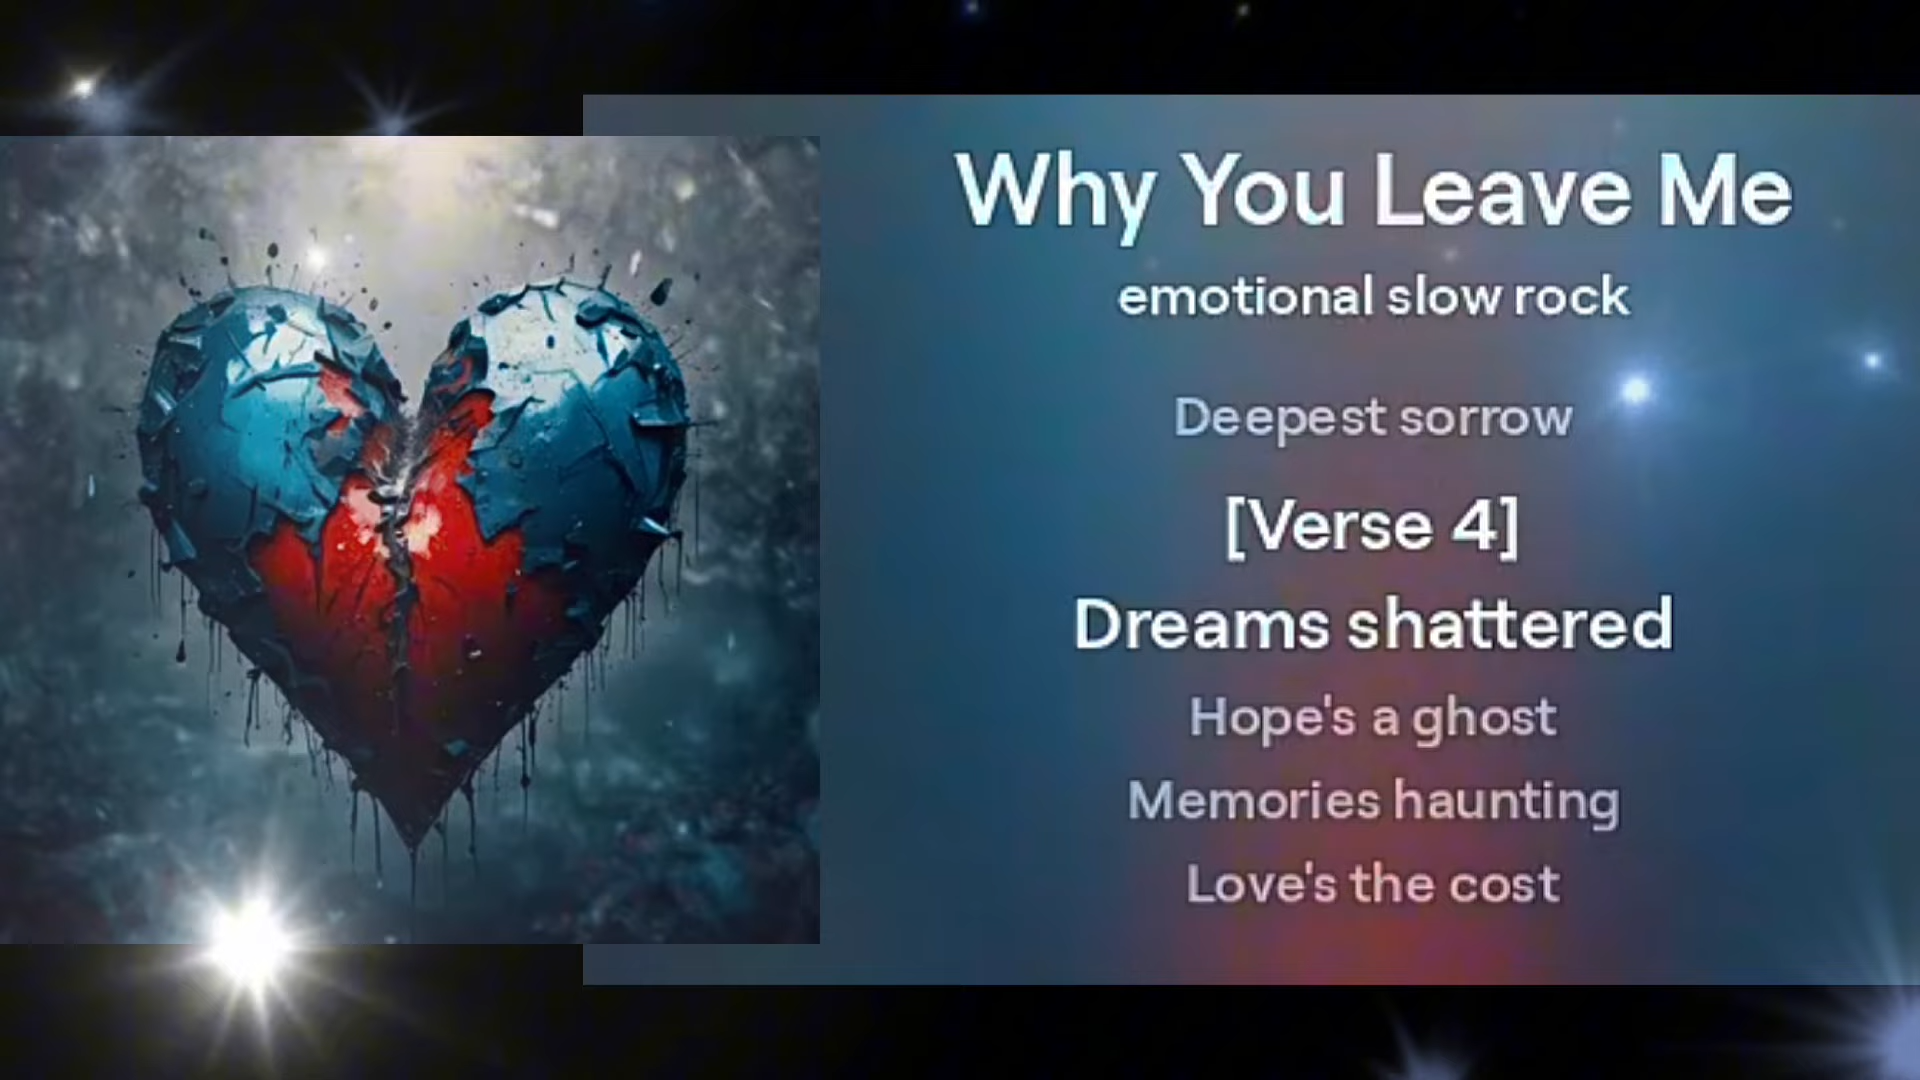 Why You Leave Me
emotional slow rock
Deepest sorrow
[Verse 4]
Dreams shattered
Hope's a ghost
Memories haunting
Love's the cost